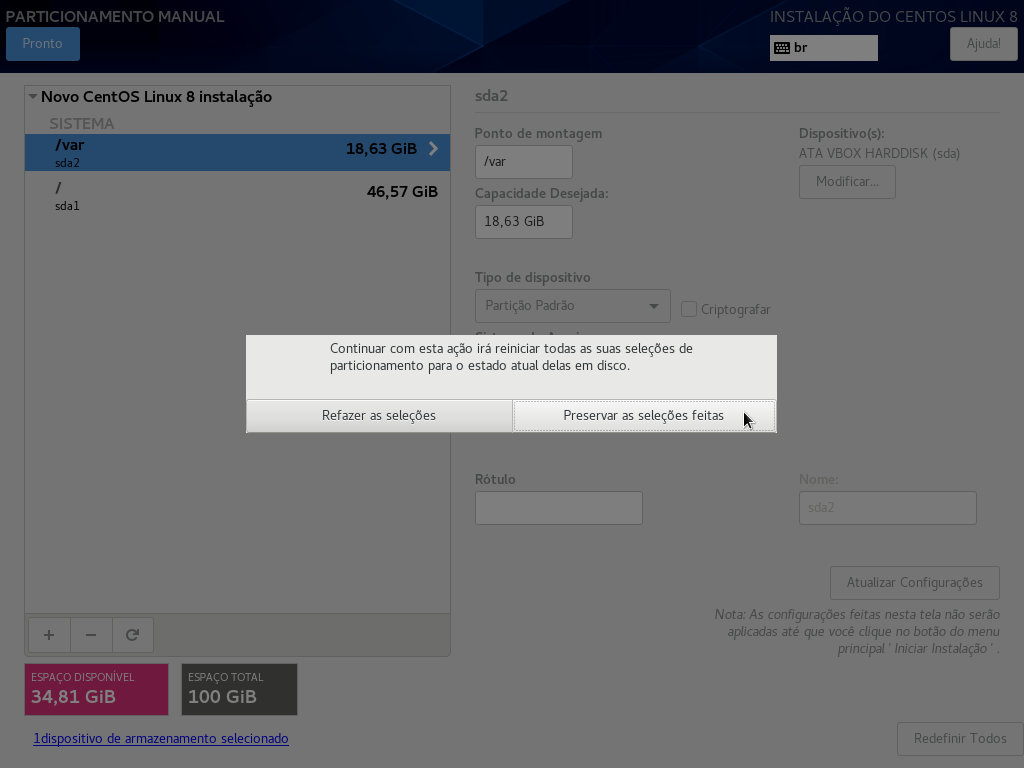 PARTICIONAMENTO MANUAL
INSTALAÇÃO DO CENTOS LINUX 8
Pronto
br
Ajuda!
Novo CentOS Linux 8 instalação
SISTEMA
/var
sda2
18,63 GiB
/
sda1
46,57 GiB
sda2
Ponto de montagem
/var
Capacidade Desejada:
18,63 GiB
Dispositivo(s):
ATA VBOX HARDDISK (sda)
Modificar...
Tipo de dispositivo
Partição Padrão
Criptografar
Continuar com esta ação irá reiniciar todas as suas seleções de
particionamento para o estado atual delas em disco.
Refazer as seleções
Preservar as seleções feitas
Rótulo
Nome:
sda2
Atualizar Configurações
Nota: As configurações feitas nesta tela não serão
aplicadas até que você clique no botão do menu
principal ' Iniciar Instalação ' .
ESPAÇO DISPONÍVEL
34,81 GiB
ESPAÇO TOTAL
100 GiB
1dispositivo de armazenamento selecionado
Redefinir Todos